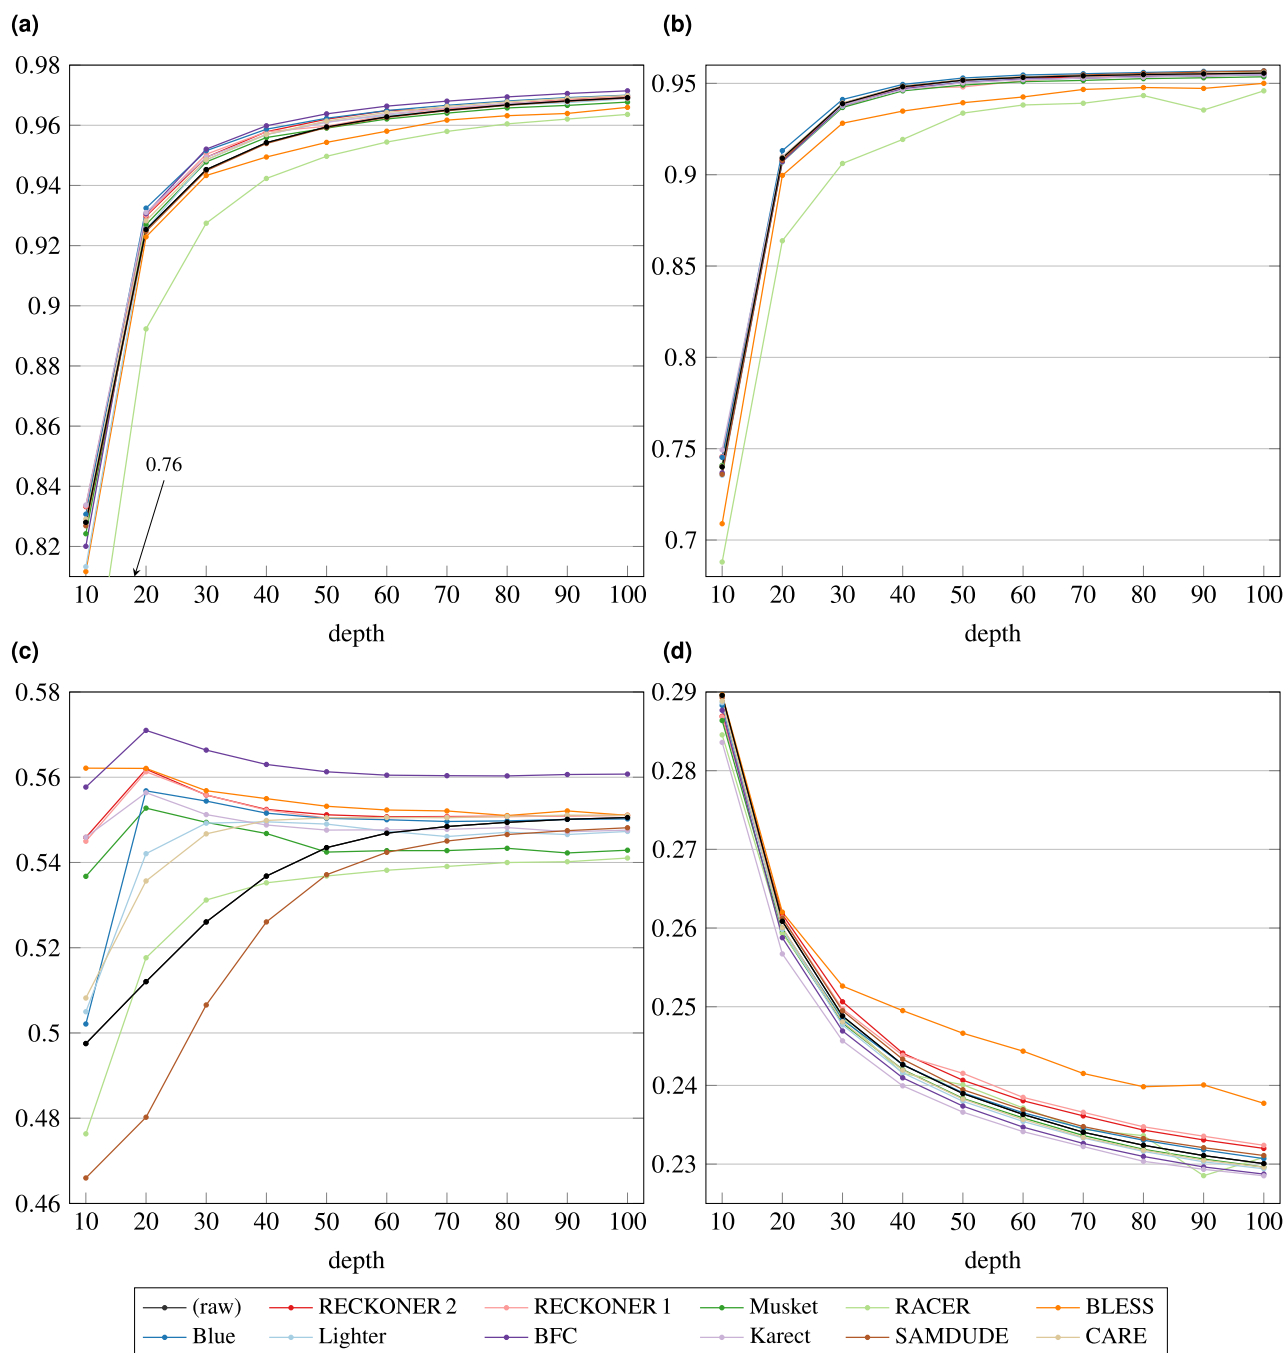 (a)
0.98
0.96
0.94
0.92
0.9
0.88
0.86
0.84
0.82
0.76
10 20 30 40 50 60 70 80 90 100
depth
(b)
0.95
0.9
0.85
0.8
0.75
0.7
10 20 30 40 50 60 70 80 90 100
depth
(c)
0.58
0.56
0.54
0.52
0.5
0.48
0.46
10 20 30 40 50 60 70 80 90 100
depth
(d)
0.29
0.28
0.27
0.26
0.25
0.24
0.23
10 20 30 40 50 60 70 80 90 100
depth
(raw) RECKONER 2 RECKONER 1 Musket RACER BLESS
Blue Lighter BFC Karect SAMDUDE CARE